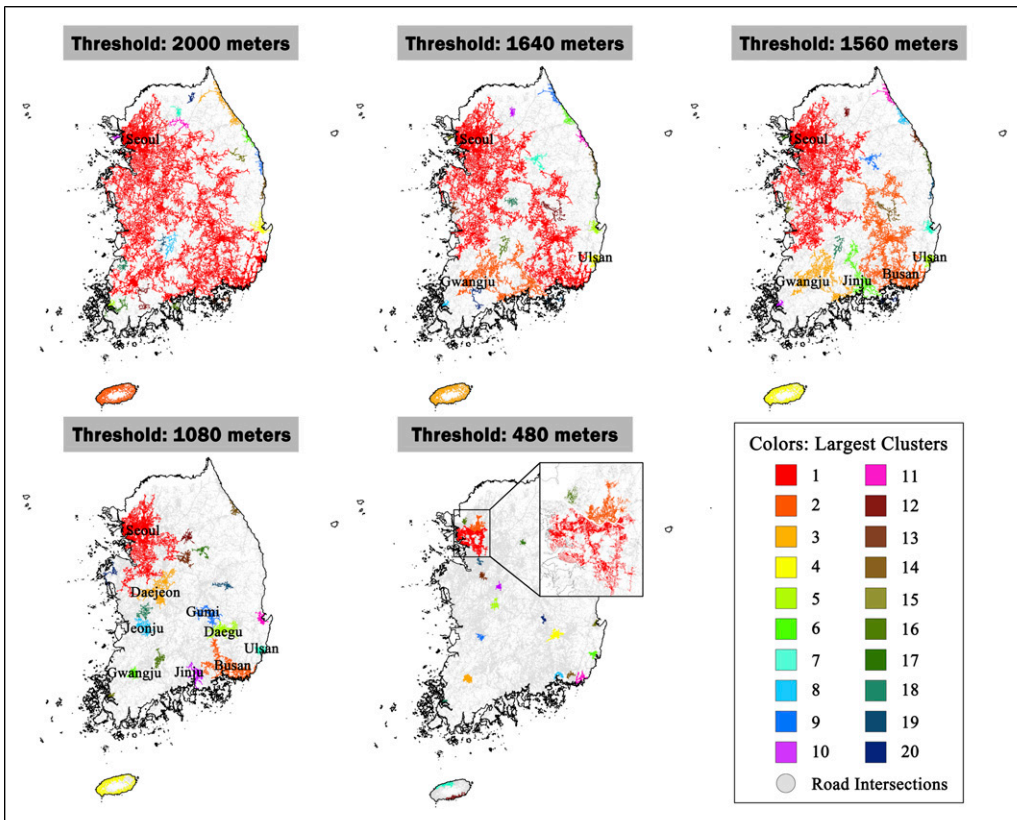 Threshold: 2000 meters
Threshold: 1640 meters
Threshold: 1560 meters
Seoul
Seoul
Seoul
Ulsan
Gwangju
Ulsan
Busan
Gwangju
Jinju
Threshold: 1080 meters
Threshold: 480 meters
Seoul
Daejeon
Gumi
Jeonju
Daegu
Ulsan
Busan
Gwangju
Jinju
Colors: Largest Clusters
1
11
2
12
3
13
4
14
5
15
6
16
7
17
8
18
9
19
10
20
Road Intersections